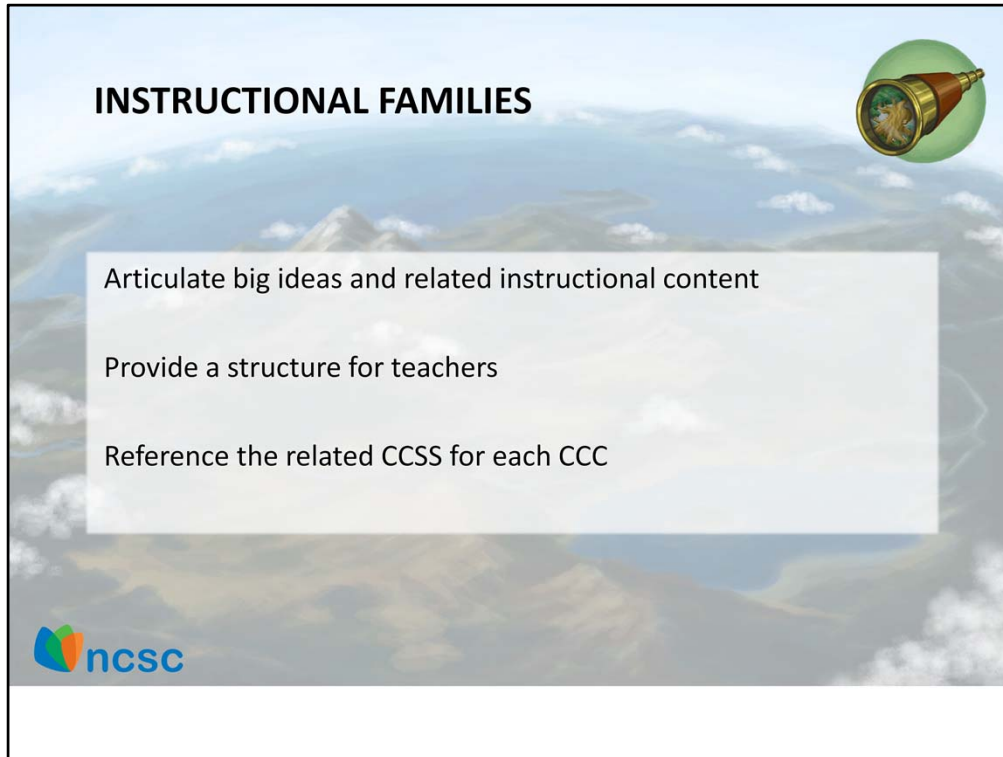 INSTRUCTIONAL FAMILIES
Articulate big ideas and related instructional content
Provide a structure for teachers
Reference the related CCSS for each CCC
ncsc